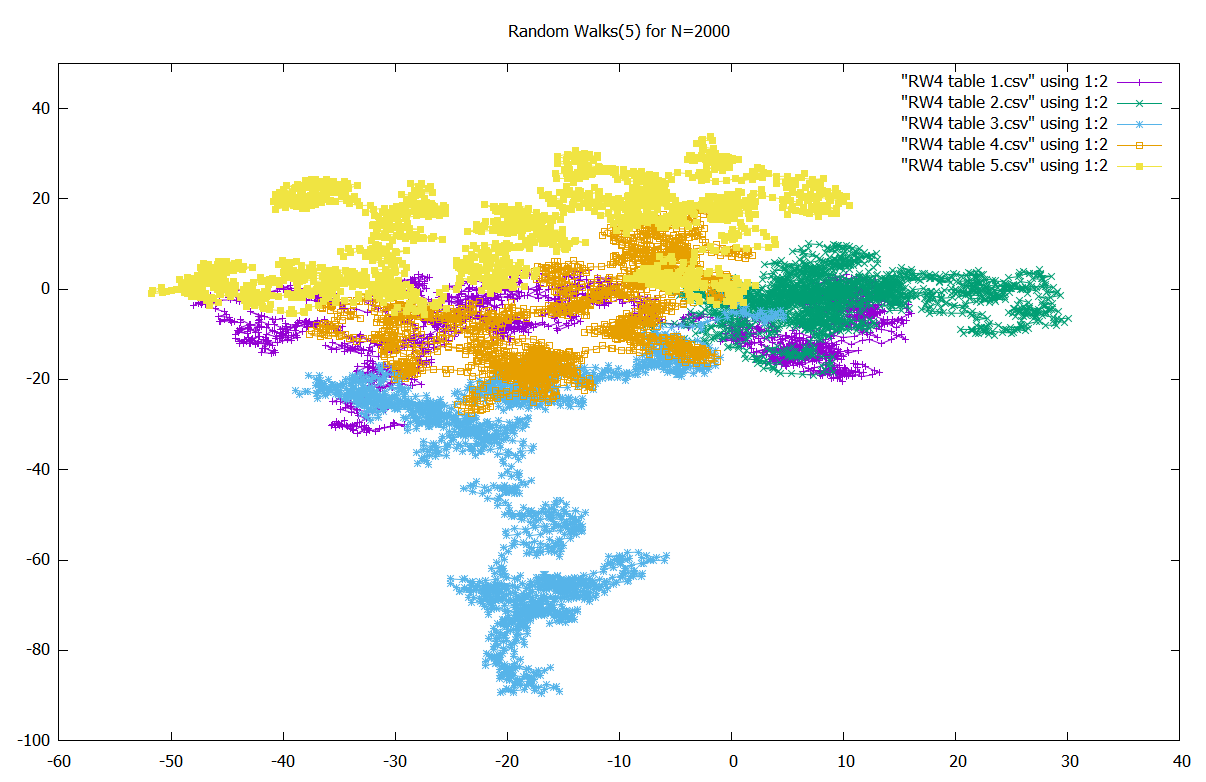 Random Walks(5) for N=2000
"RW4 table 1.csv" using 1:2
"RW4 table 2.csv" using 1:2
"RW4 table 3.csv" using 1:2
"RW4 table 4.csv" using 1:2
"RW4 table 5.csv" using 1:2
40
20
0
-20
-40
-60
-80
-100
-60 -50 -40 -30 -20 -10 0 10 20 30 40